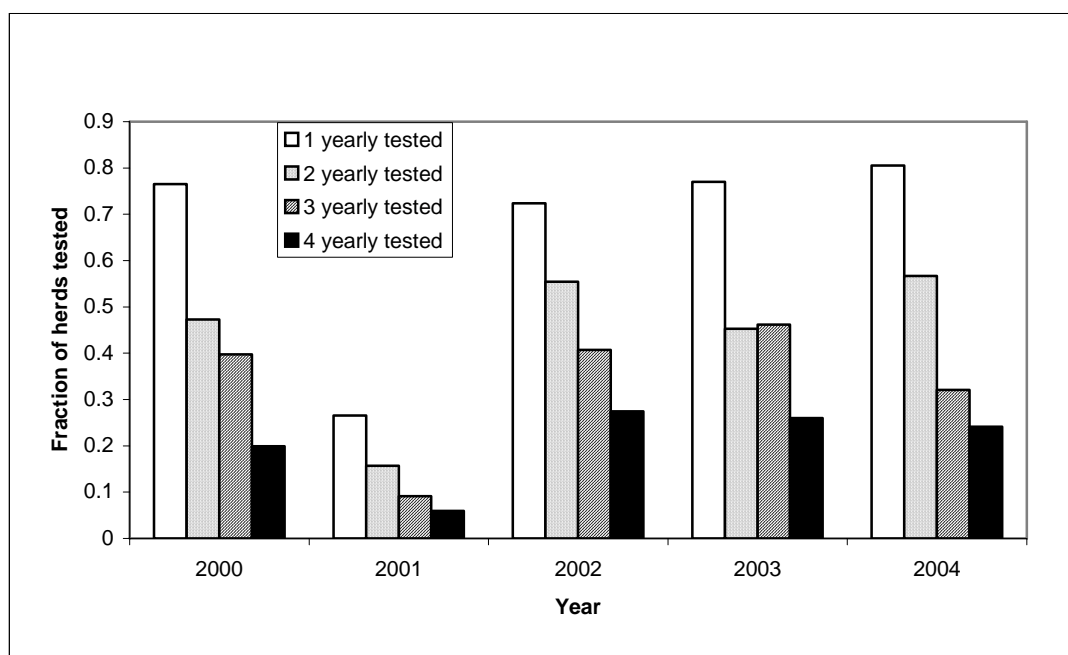 0.9
0.8
0.7
0.6
0.5
0.4
0.3
0.2
0.1
0
Fraction of herds tested
1 yearly tested
2 yearly tested
3 yearly tested
4 yearly tested
2000 2001 2002 2003 2004
Year